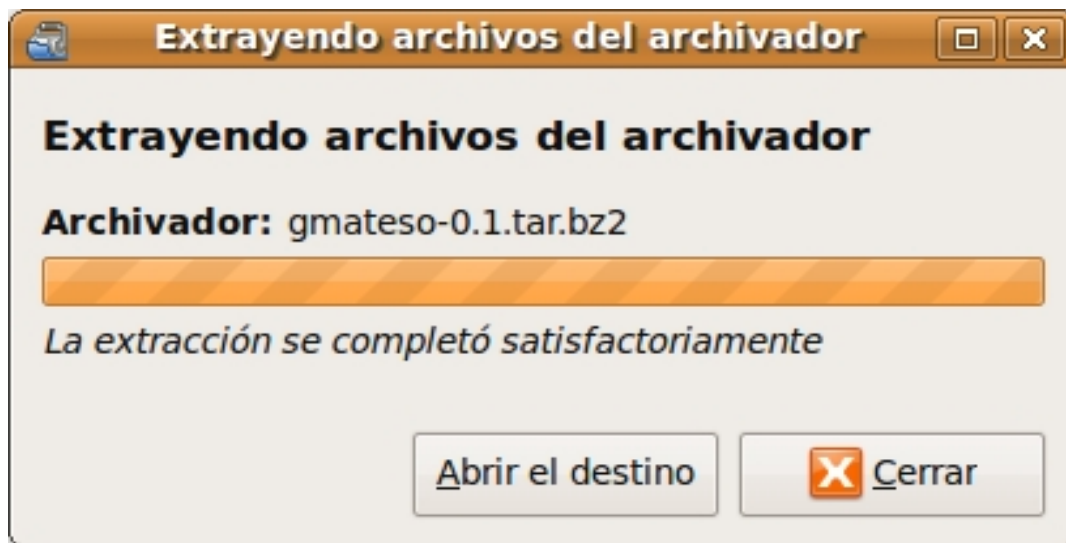 Extrayendo archivos del archivador
Extrayendo archivos del archivador
Archivador: gmateso-0.1.tar.bz2
La extracción se completó satisfactoriamente
Abrir el destino
Cerrar